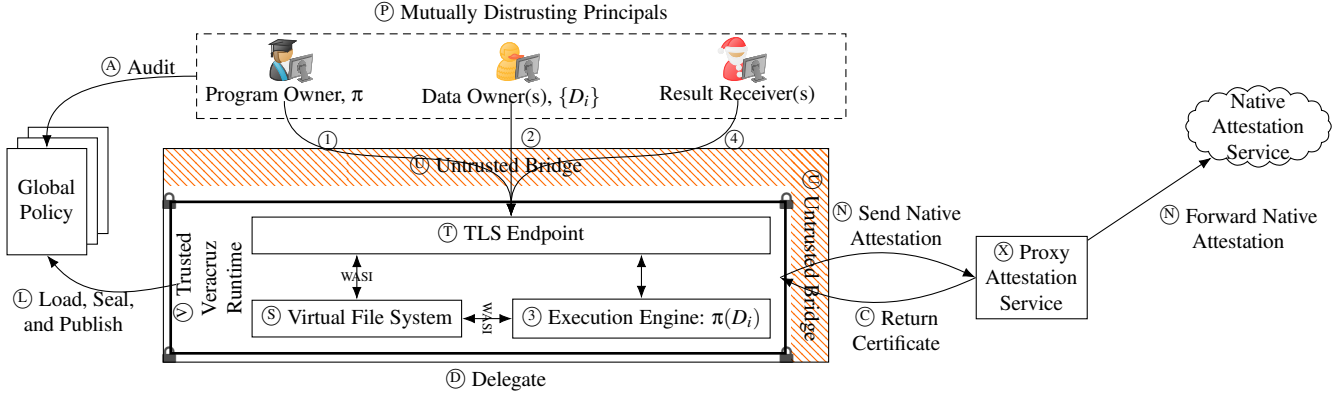 Ⓟ Mutually Distrusting Principals
Ⓐ Audit
Program Owner, π
Data Owner(s), {Dᵢ}
Result Receiver(s)
①
②
④
Native
Attestation
Service
Global
Policy
Ⓤ Untrusted Bridge
Ⓤ Untrusted Bridge
Ⓛ Load, Seal,
and Publish
Ⓥ Trusted
Veracruz
Runtime
Ⓣ TLS Endpoint
WASI
Ⓢ Virtual File System
WASI
③ Execution Engine: π(Dᵢ)
Ⓝ Send Native
Attestation
Ⓒ Return
Certificate
Ⓧ Proxy
Attestation
Service
Ⓝ Forward Native
Attestation
Ⓓ Delegate